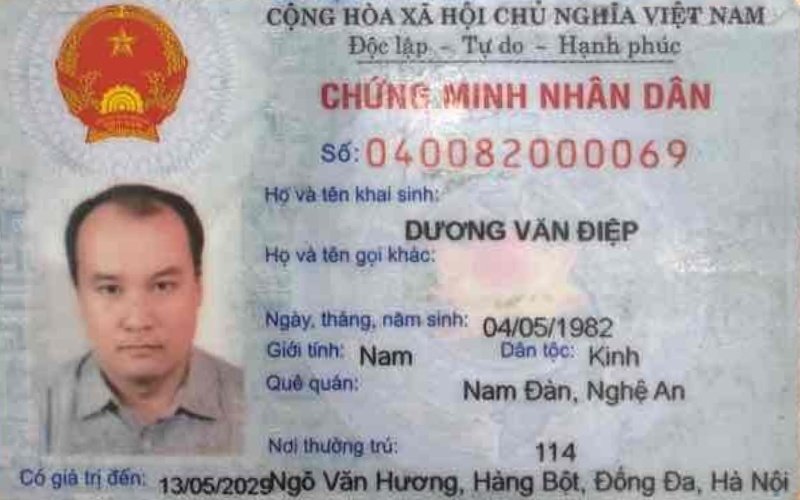 CỘNG HÒA XÃ HỘI CHỦ NGHĨA VIỆT NAM
Độc lập - Tự do - Hạnh phúc
CHỨNG MINH NHÂN DÂN
Số: 040082000069
Họ và tên khai sinh:
DƯƠNG VĂN ĐIỆP
Họ và tên gọi khác:
Ngày, tháng, năm sinh: 04/05/1982
Giới tính: Nam Dân tộc: Kinh
Quê quán: Nam Đàn, Nghệ An
Nơi thường trú: 114
Có giá trị đến: 13/05/2029 Ngõ Văn Hương, Hàng Bột, Đống Đa, Hà Nội